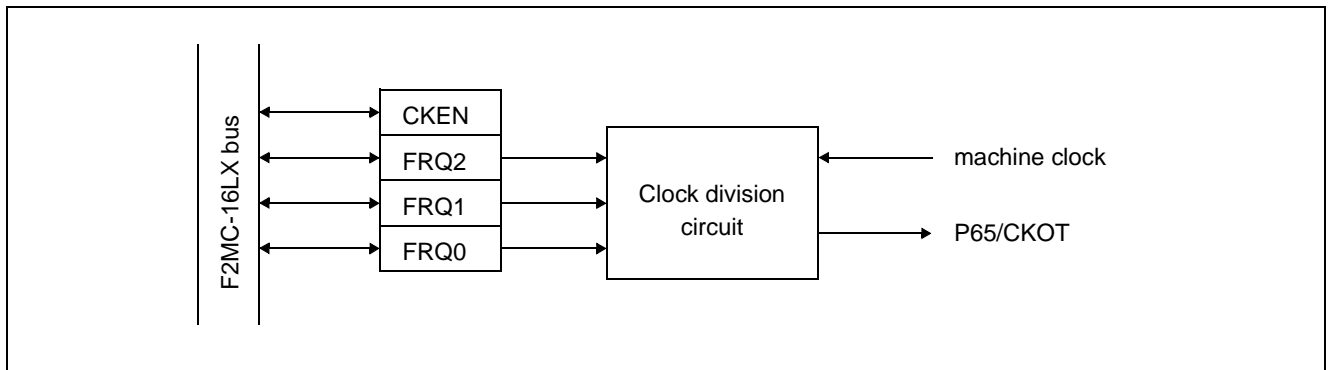 F2MC-16LX bus
CKEN
FRQ2
FRQ1
FRQ0
Clock division
circuit
machine clock
P65/CKOT